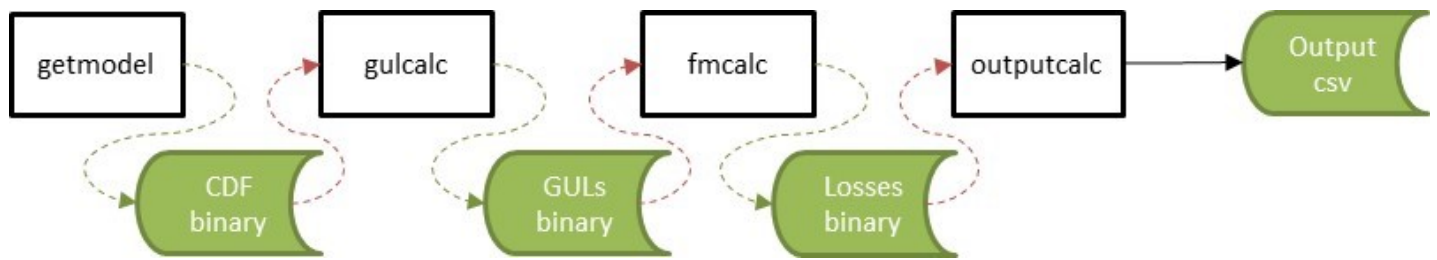 getmodel
gulcalc
fmcalc
outputcalc
Output
csv
CDF
binary
GULs
binary
Losses
binary